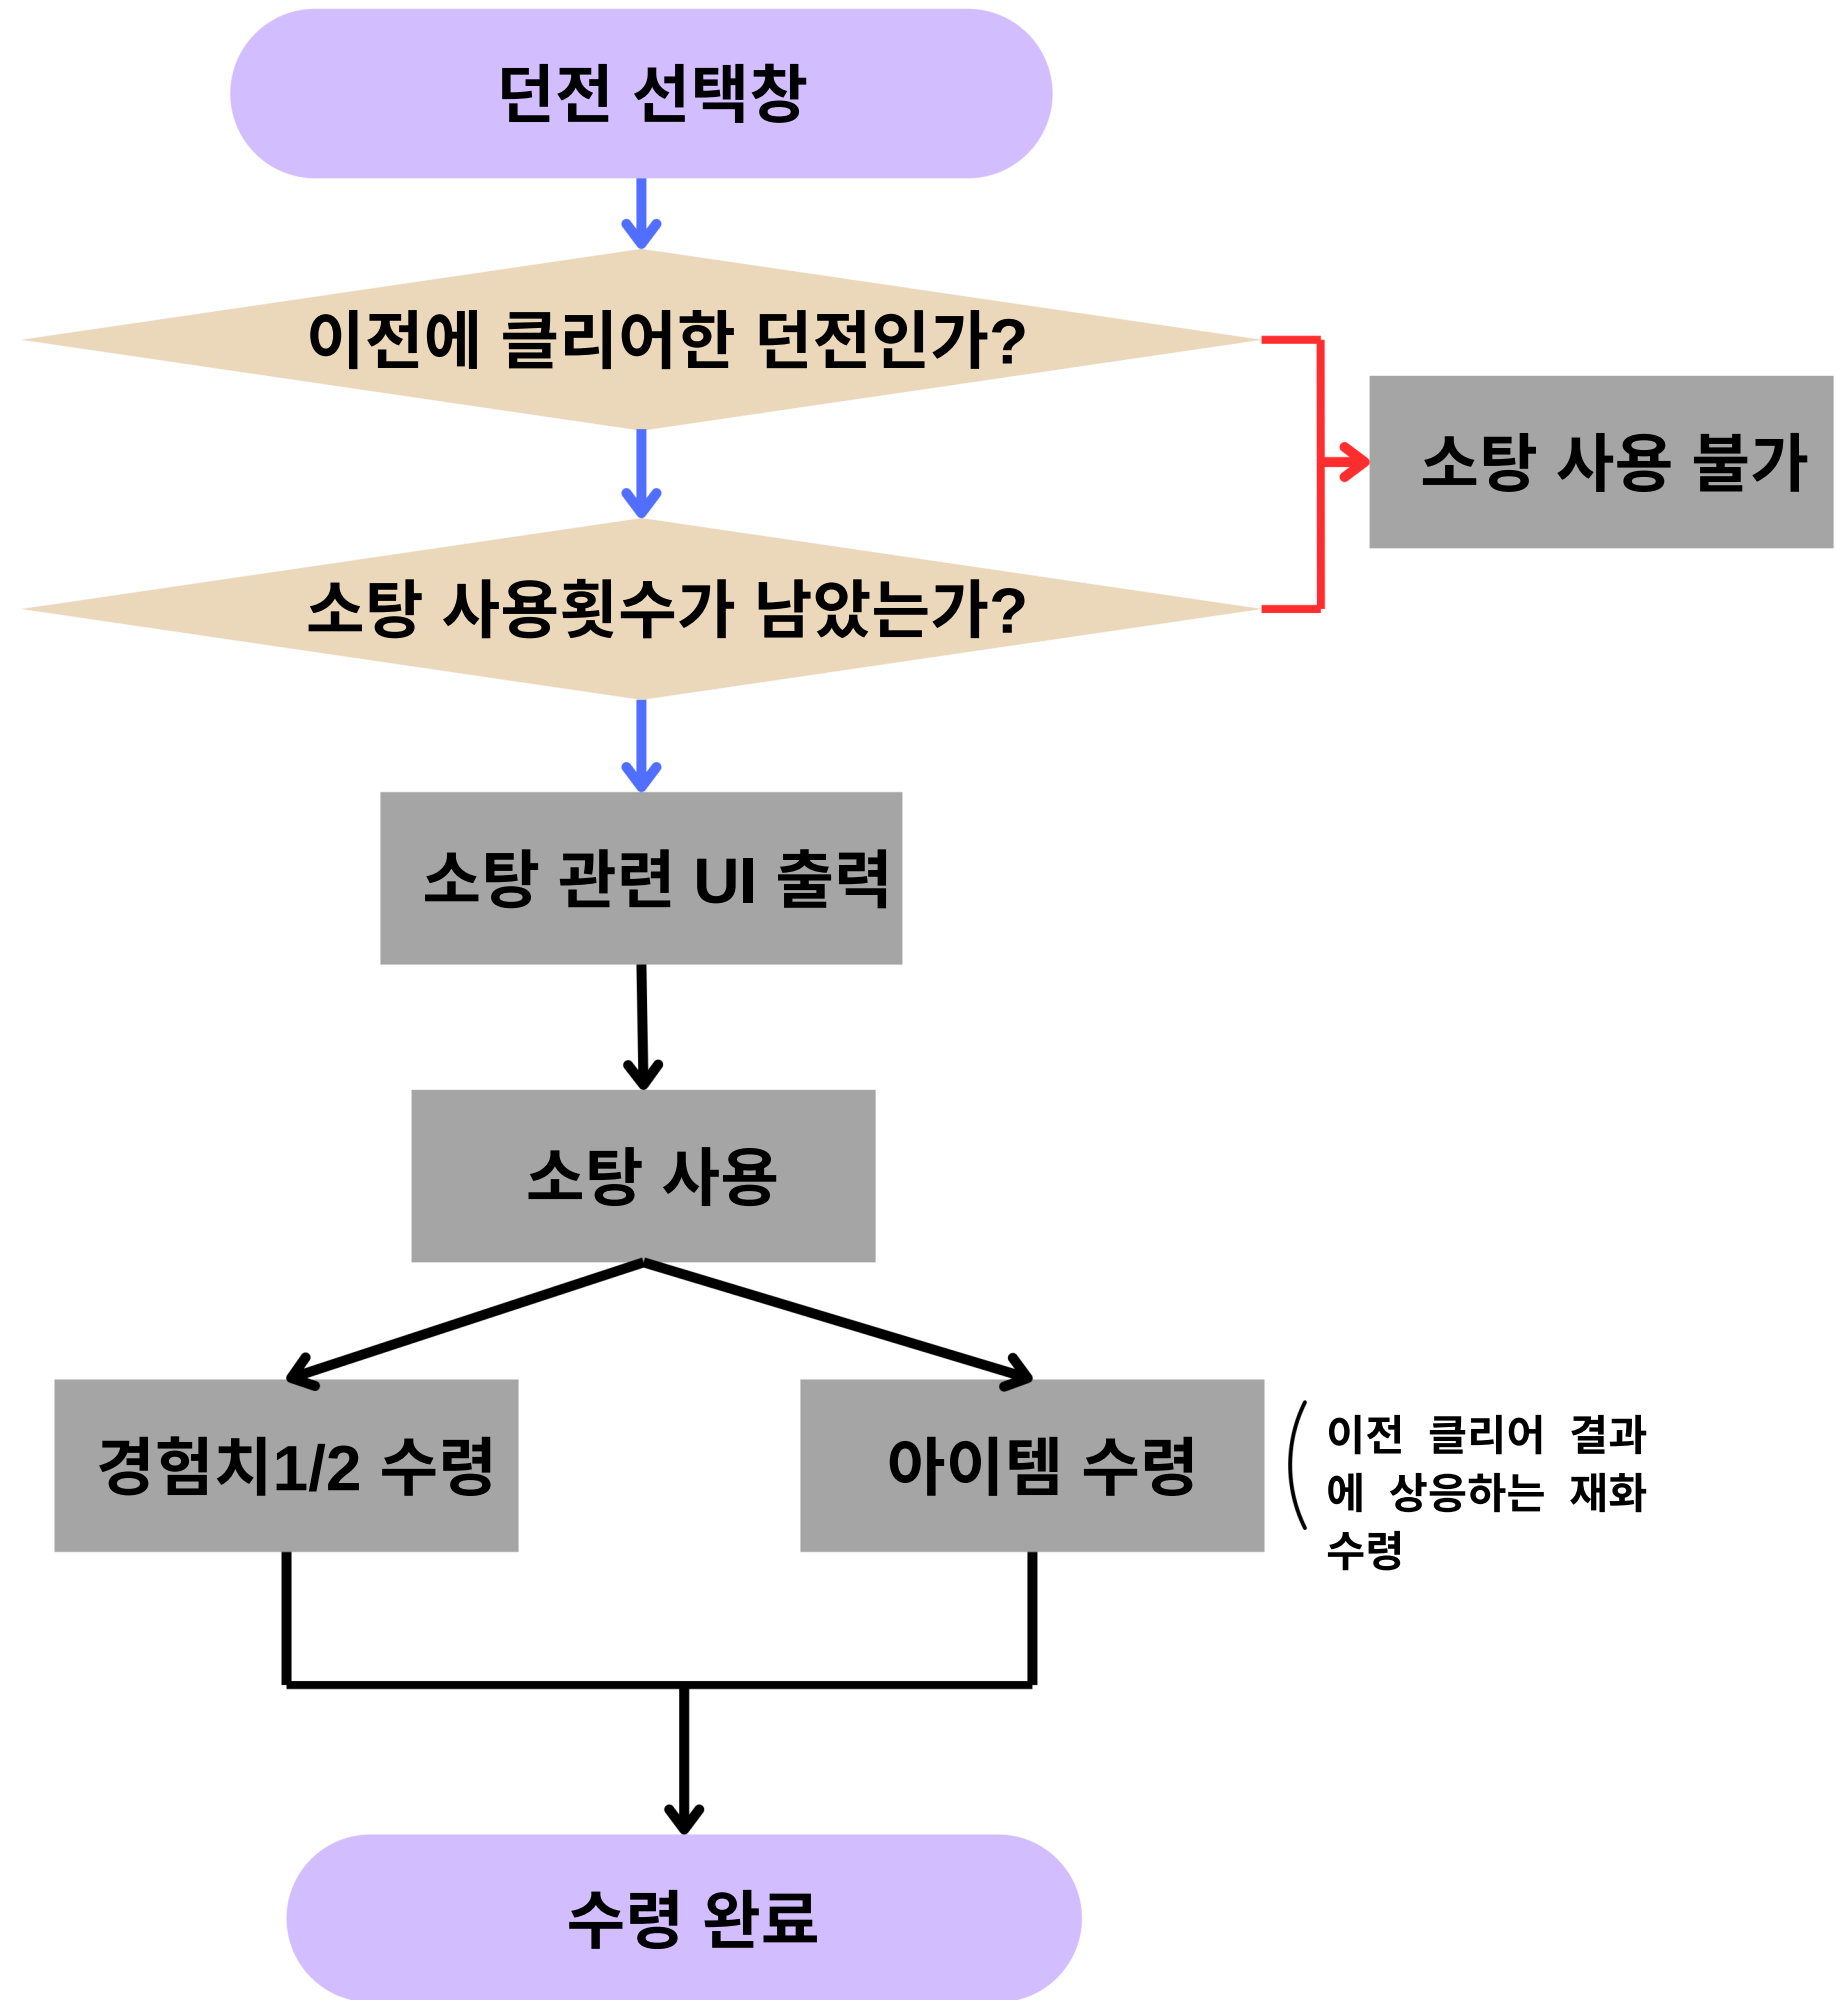 던전 선택창
이전에 클리어한 던전인가?
소탕 사용 불가
소탕 사용횟수가 남았는가?
소탕 관련 UI 출력
소탕 사용
경험치1/2 수령
아이템 수령
이전 클리어 결과
에 상응하는 재화
수령
수령 완료